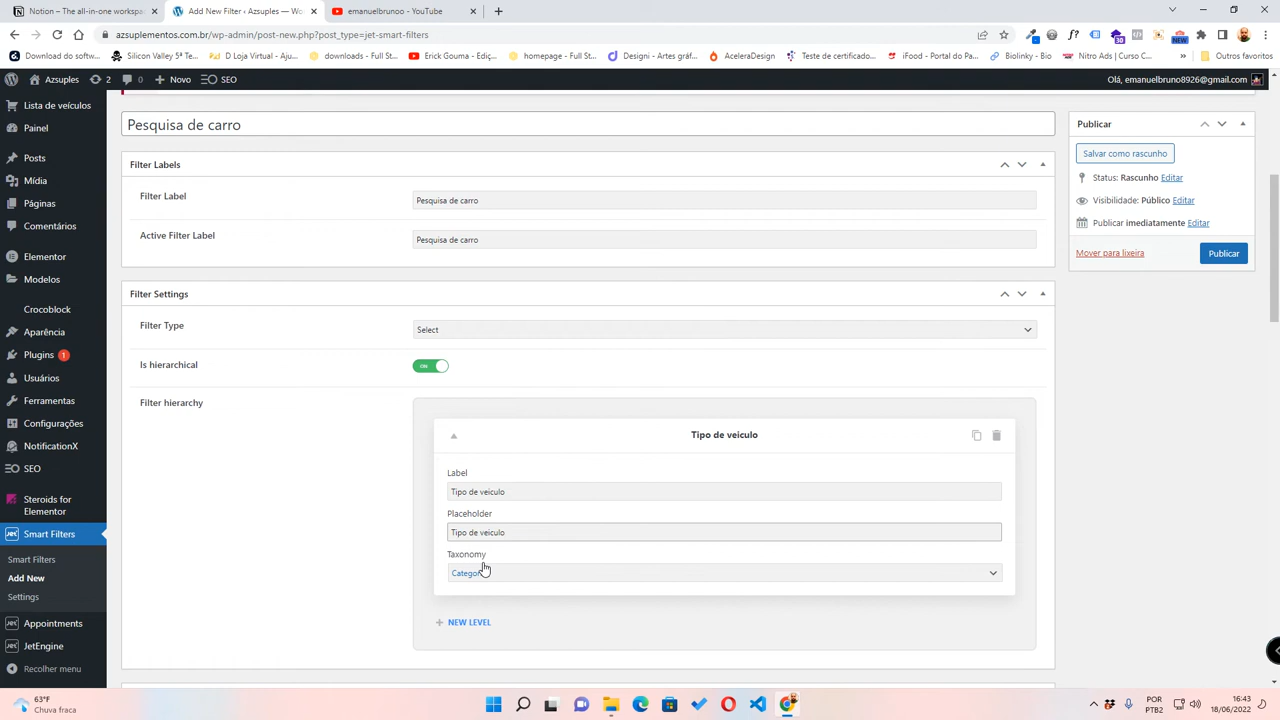 Notion – The all-in-one workspa
Add New Filter ‹ Azsuples — Wo
emanuelbrunoo - YouTube
azsuplementos.com.br/wp-admin/post-new.php?post_type=jet-smart-filters
Download do softw...
Silicon Valley 5ª Te...
D Loja Virtual - Aju...
downloads - Full St...
Erick Gouma - Ediç...
homepage - Full St...
Designi - Artes gráf...
AceleraDesign
Teste de certificado...
iFood - Portal do Pa...
Biolinky - Bio
Nitro Ads | Curso C...
Outros favoritos
Azsuples
2
0
Novo
SEO
Olá, emanuelbruno8926@gmail.com
Lista de veículos
Painel
Posts
Mídia
Páginas
Comentários
Elementor
Modelos
Crocoblock
Aparência
Plugins 1
Usuários
Ferramentas
Configurações
NotificationX
SEO
Steroids for
Elementor
Smart Filters
Smart Filters
Add New
Settings
Appointments
JetEngine
Recolher menu
Pesquisa de carro
Filter Labels
Filter Label
Pesquisa de carro
Active Filter Label
Pesquisa de carro
Filter Settings
Filter Type
Select
Is hierarchical
ON
Filter hierarchy
Tipo de veiculo
Label
Tipo de veiculo
Placeholder
Tipo de veiculo
Taxonomy
NEW LEVEL
Publicar
Salvar como rascunho
Status: Rascunho Editar
Visibilidade: Público Editar
Publicar imediatamente Editar
Mover para lixeira
Publicar
63°F
Chuva fraca
POR
PTB2
16:43
18/06/2022